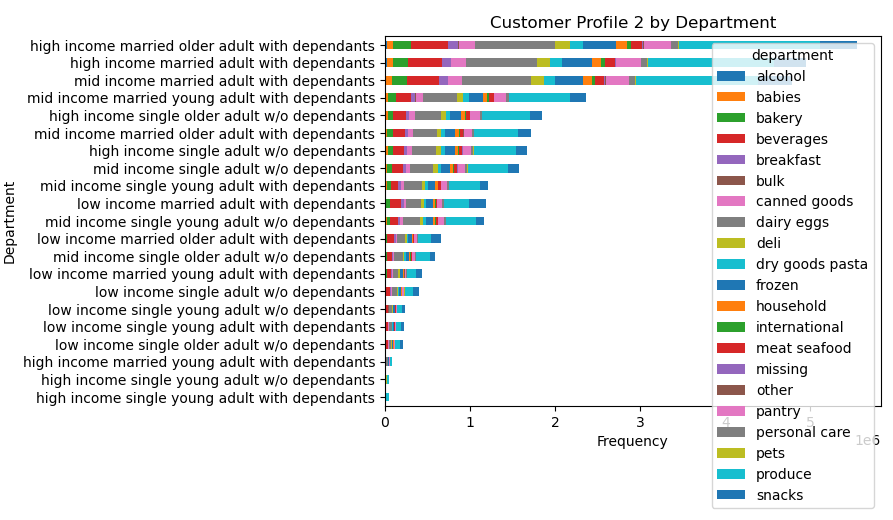 Customer Profile 2 by Department
Department
high income married older adult with dependants
high income married adult with dependants
mid income married adult with dependants
mid income married young adult with dependants
high income single older adult w/o dependants
mid income married older adult with dependants
high income single adult w/o dependants
mid income single adult w/o dependants
mid income single young adult with dependants
low income married adult with dependants
mid income single young adult w/o dependants
low income married older adult with dependants
mid income single older adult w/o dependants
low income married young adult with dependants
low income single adult w/o dependants
low income single young adult w/o dependants
low income single young adult with dependants
low income single older adult w/o dependants
high income married young adult with dependants
high income single young adult w/o dependants
high income single young adult with dependants
0 1 2 3 4 5
1e6
Frequency
department
alcohol
babies
bakery
beverages
breakfast
bulk
canned goods
dairy eggs
deli
dry goods pasta
frozen
household
international
meat seafood
missing
other
pantry
personal care
pets
produce
snacks